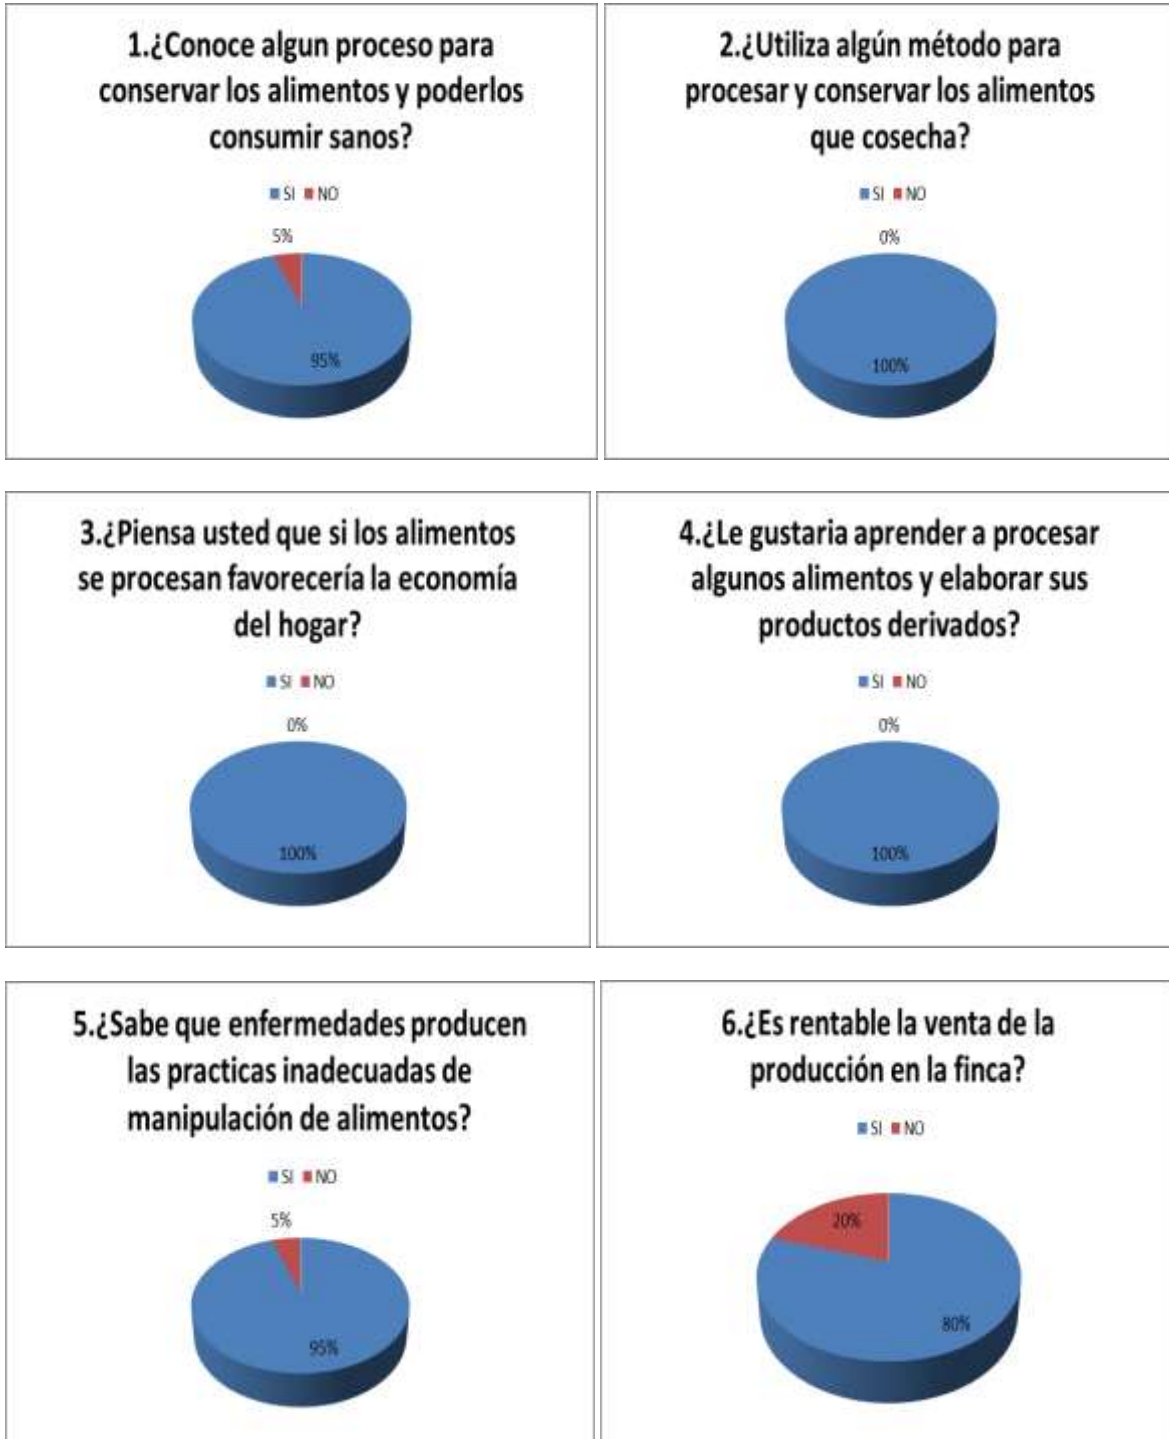 1.¿Conoce algun proceso para
conservar los alimentos y poderlos
consumir sanos?
SI NO
5%
95%
2.¿Utiliza algún método para
procesar y conservar los alimentos
que cosecha?
SI NO
0%
100%
3.¿Piensa usted que si los alimentos
se procesan favorecería la economía
del hogar?
SI NO
0%
100%
4.¿Le gustaria aprender a procesar
algunos alimentos y elaborar sus
productos derivados?
SI NO
0%
100%
5.¿Sabe que enfermedades producen
las practicas inadecuadas de
manipulación de alimentos?
SI NO
5%
95%
6.¿Es rentable la venta de la
producción en la finca?
SI NO
20%
80%